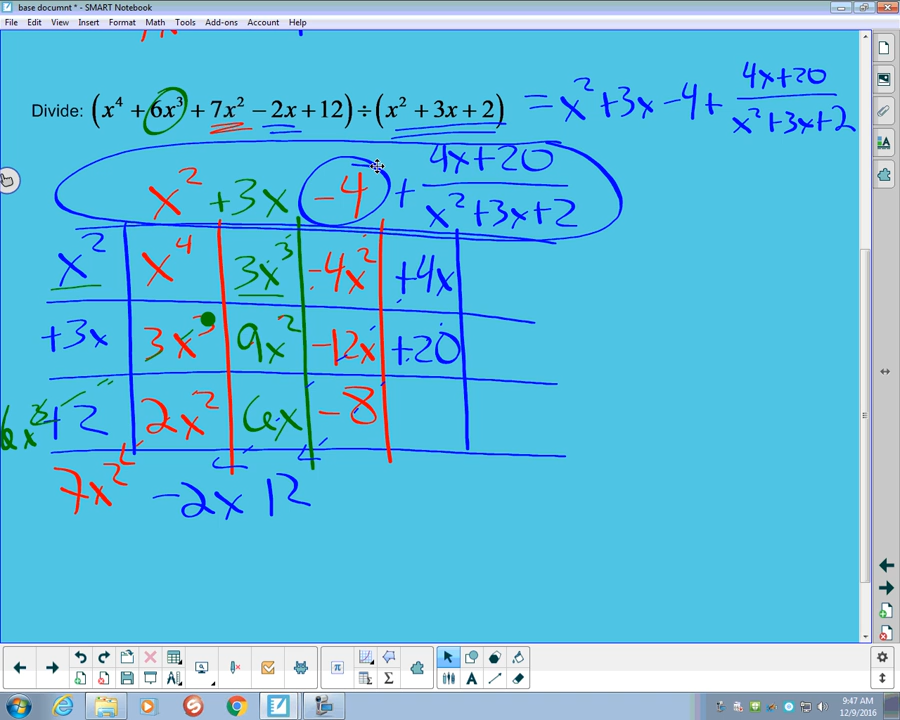 base documnt * - SMART Notebook
File Edit View Insert Format Math Tools Add-ons Account Help
Divide: (x⁴ + 6x³ + 7x² − 2x + 12) ÷ (x² + 3x + 2) = x² + 3x - 4 + (4x+20)/(x²+3x+2)
x² + 3x - 4 + (4x+20)/(x²+3x+2)
x² x⁴ 3x³ -4x² +4x
+3x 3x³ 9x² -12x +20
6x³ +2 2x² 6x -8
7x² -2x 12
9:47 AM
12/9/2016